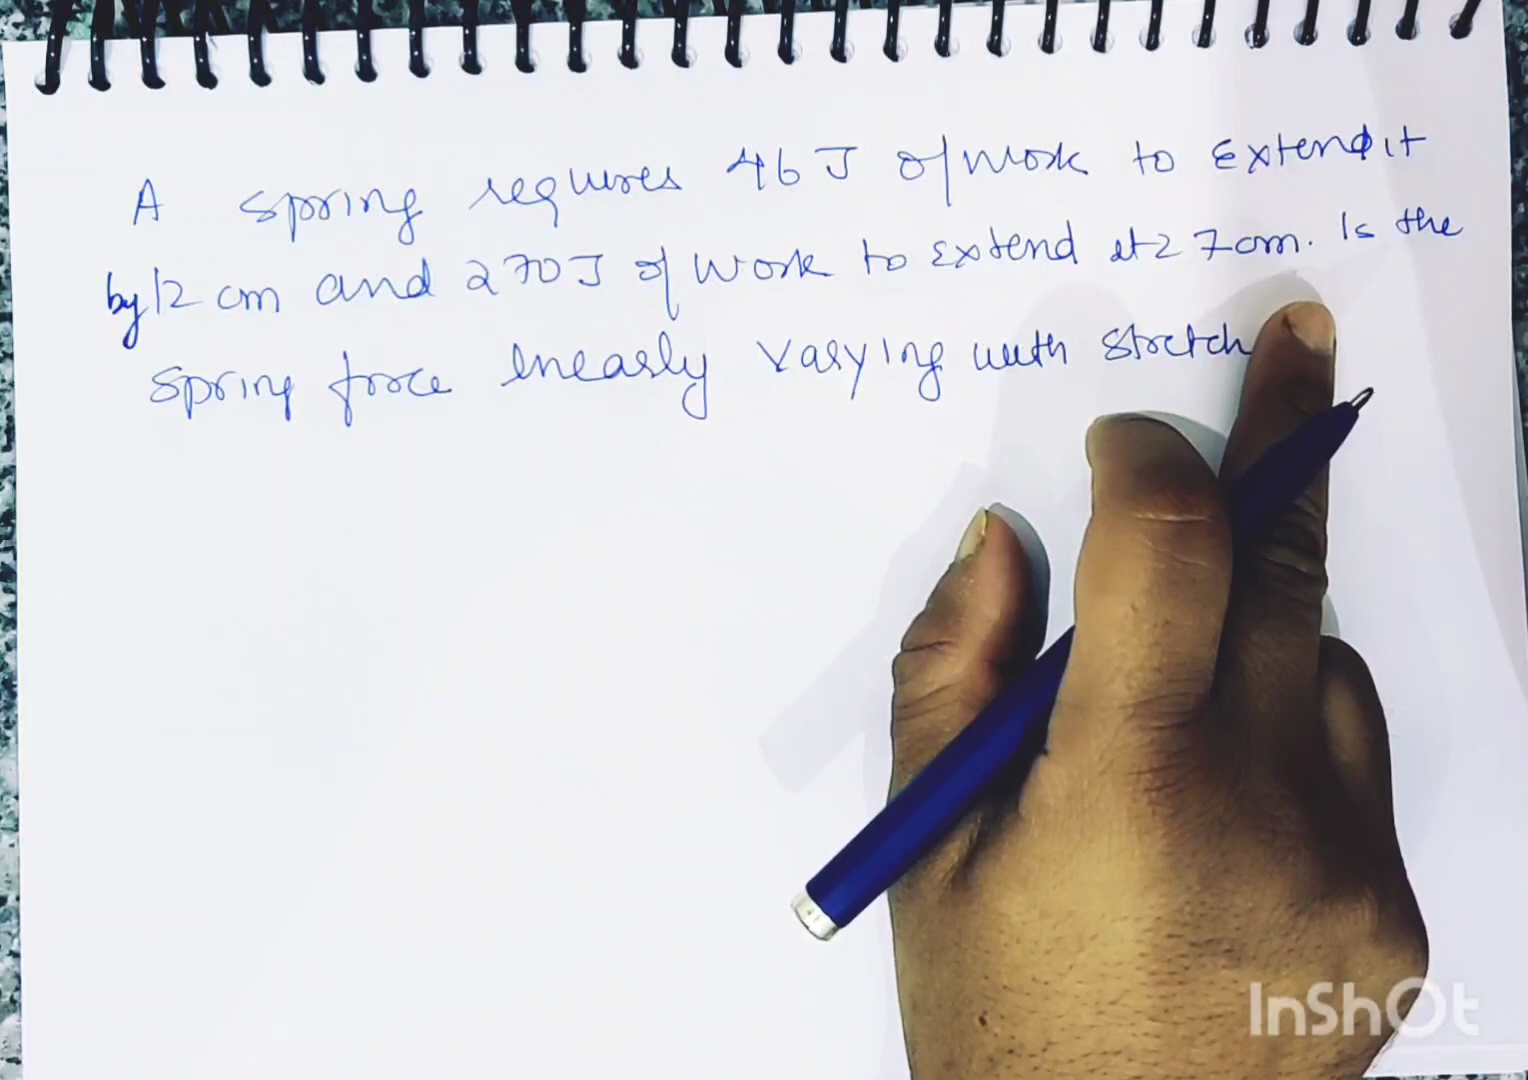 A spring requires 46 J of work to extend it
by 12 cm and 270 J of work to extend it 27 cm. Is the
spring force linearly varying with stretch
InShOt